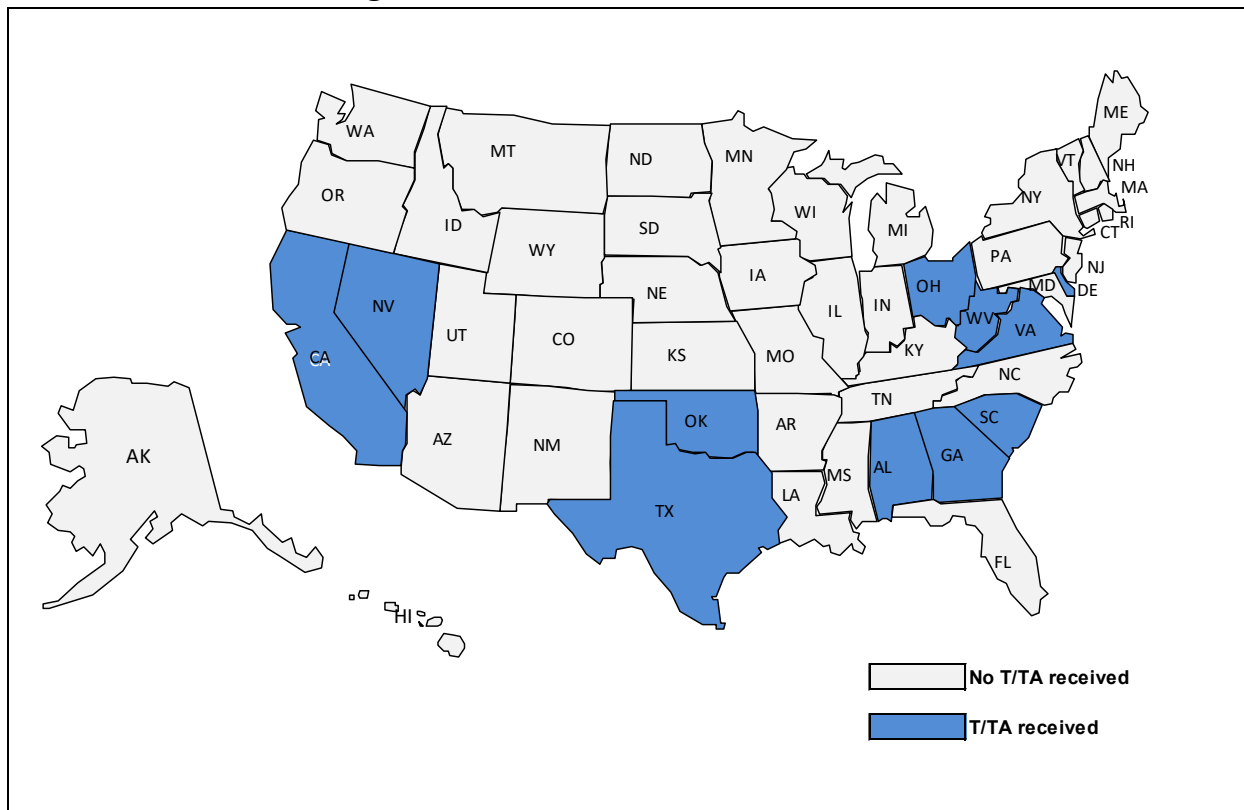 ME
WA
MT
ND
MN
VT
NH
OR
MA
NY
ID
WI
RI
SD
MI
CT
WY
PA
NJ
IA
MD
NE
OH
DE
NV
IL
IN
WV
VA
UT
CO
CA
KS
MO
KY
NC
TN
OK
AR
SC
AZ
NM
AK
GA
AL
MS
LA
TX
FL
HI
No T/TA received
T/TA received